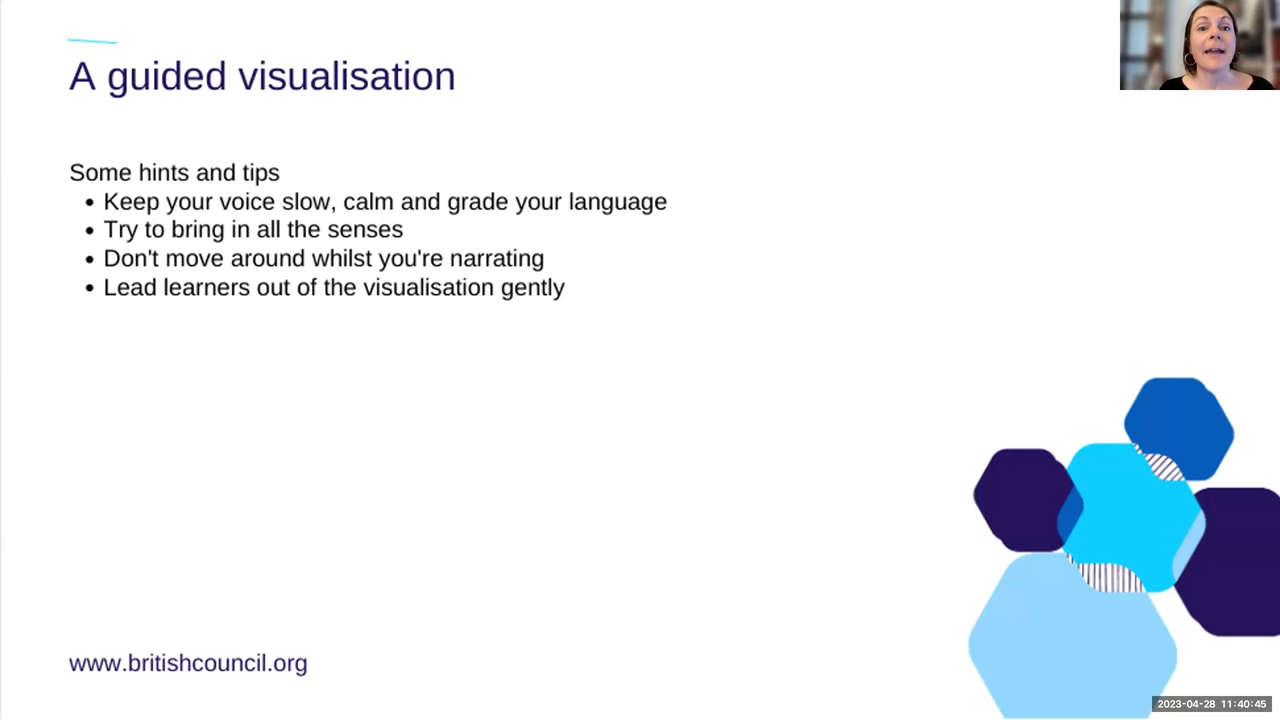 A guided visualisation
Some hints and tips
• Keep your voice slow, calm and grade your language
• Try to bring in all the senses
• Don't move around whilst you're narrating
• Lead learners out of the visualisation gently
www.britishcouncil.org
2023-04-28 11:40:45